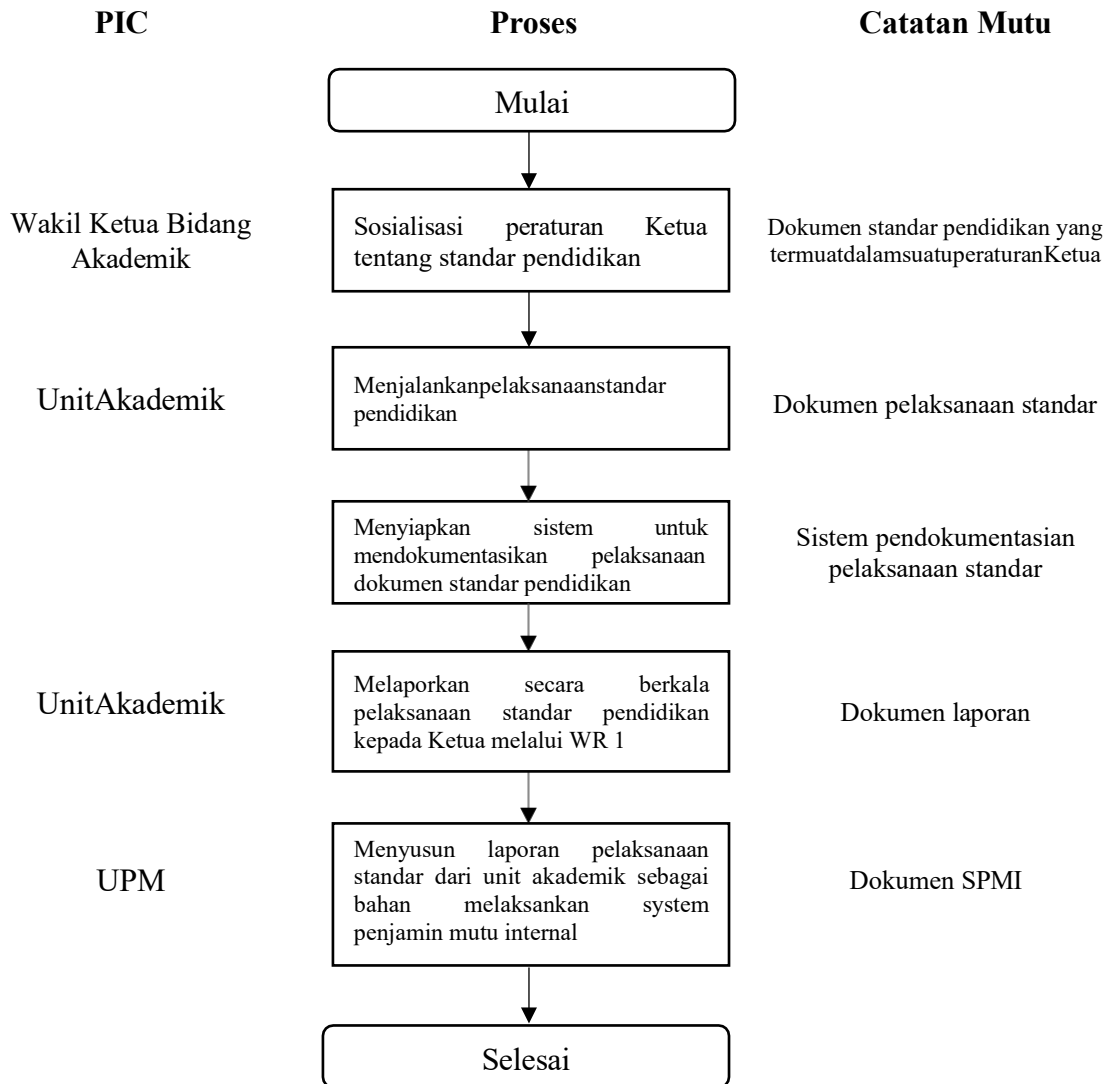 PIC Proses Catatan Mutu
Mulai
Wakil Ketua Bidang
Akademik
Sosialisasi peraturan Ketua
tentang standar pendidikan
Dokumen standar pendidikan yang
termuatdalamsuatuperaturanKetua
UnitAkademik
Menjalankanpelaksanaanstandar
pendidikan
Dokumen pelaksanaan standar
Menyiapkan sistem untuk
mendokumentasikan pelaksanaan
dokumen standar pendidikan
Sistem pendokumentasian
pelaksanaan standar
UnitAkademik
Melaporkan secara berkala
pelaksanaan standar pendidikan
kepada Ketua melalui WR 1
Dokumen laporan
UPM
Menyusun laporan pelaksanaan
standar dari unit akademik sebagai
bahan melaksankan system
penjamin mutu internal
Dokumen SPMI
Selesai